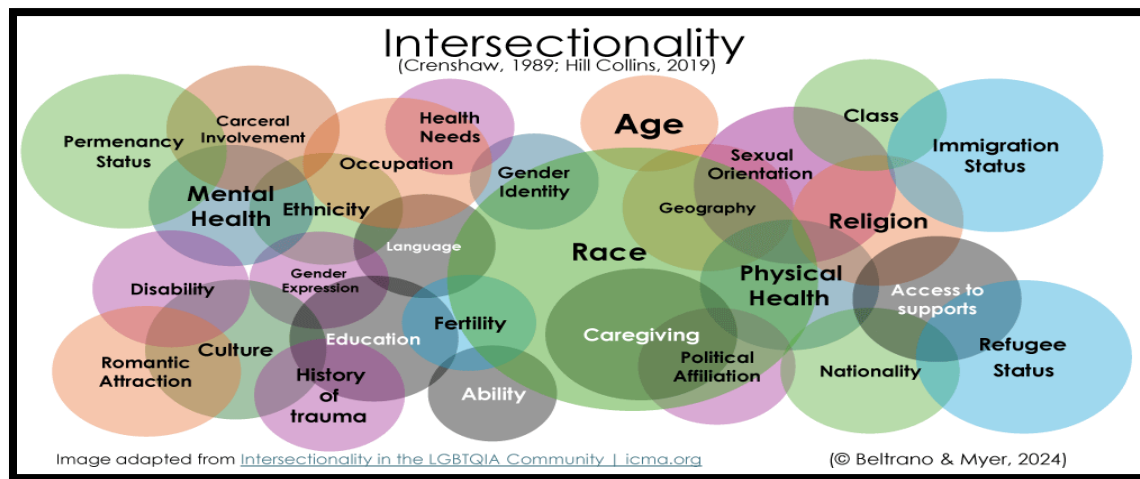 Intersectionality
(Crenshaw, 1989; Hill Collins, 2019)
Permenancy
Status
Carceral
Involvement
Health
Needs
Occupation
Mental
Health
Ethnicity
Gender
Identity
Language
Age
Class
Sexual
Orientation
Immigration
Status
Geography
Religion
Race
Physical
Health
Access to
supports
Disability
Gender
Expression
Fertility
Caregiving
Education
Culture
Romantic
Attraction
History
of
trauma
Ability
Political
Affiliation
Nationality
Refugee
Status
Image adapted from Intersectionality in the LGBTQIA Community | icma.org
(© Beltrano & Myer, 2024)